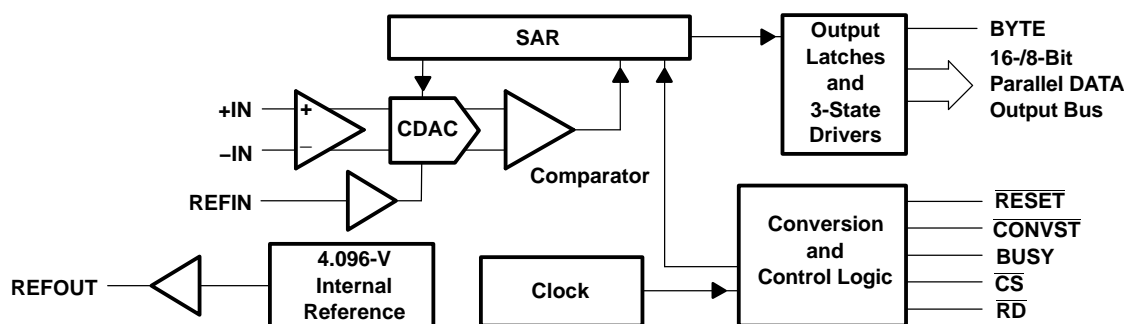 SAR
Output
Latches
and
3-State
Drivers
BYTE
16-/8-Bit
Parallel DATA
Output Bus
+IN
–IN
+
–
CDAC
Comparator
REFIN
REFOUT
4.096-V
Internal
Reference
Clock
Conversion
and
Control Logic
RESET
CONVST
BUSY
CS
RD